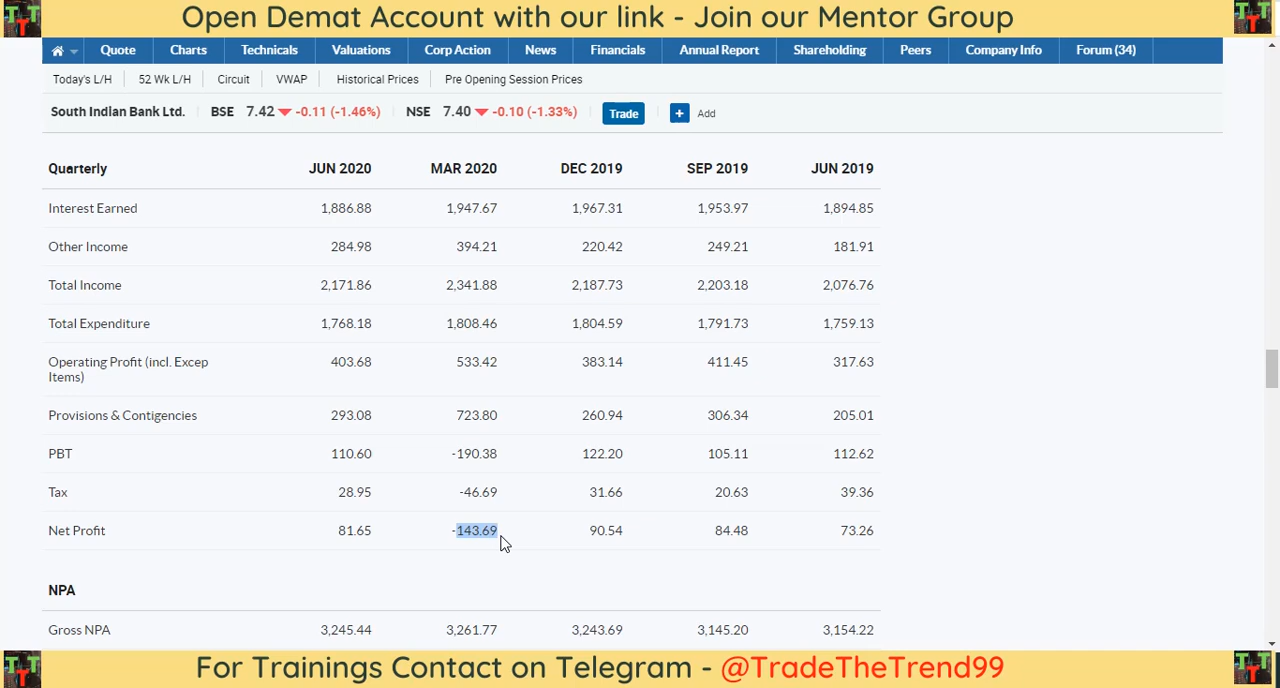 Open Demat Account with our link - Join our Mentor Group
Quote Charts Technicals Valuations Corp Action News Financials Annual Report Shareholding Peers Company Info Forum (34)
Today's L/H 52 Wk L/H Circuit VWAP Historical Prices Pre Opening Session Prices
South Indian Bank Ltd. BSE 7.42 -0.11 (-1.46%) NSE 7.40 -0.10 (-1.33%) Trade + Add
Quarterly JUN 2020 MAR 2020 DEC 2019 SEP 2019 JUN 2019
Interest Earned 1,886.88 1,947.67 1,967.31 1,953.97 1,894.85
Other Income 284.98 394.21 220.42 249.21 181.91
Total Income 2,171.86 2,341.88 2,187.73 2,203.18 2,076.76
Total Expenditure 1,768.18 1,808.46 1,804.59 1,791.73 1,759.13
Operating Profit (incl. Excep 403.68 533.42 383.14 411.45 317.63
Items)
Provisions & Contigencies 293.08 723.80 260.94 306.34 205.01
PBT 110.60 -190.38 122.20 105.11 112.62
Tax 28.95 -46.69 31.66 20.63 39.36
Net Profit 81.65 -143.69 90.54 84.48 73.26
NPA
Gross NPA 3,245.44 3,261.77 3,243.69 3,145.20 3,154.22
For Trainings Contact on Telegram - @TradeTheTrend99